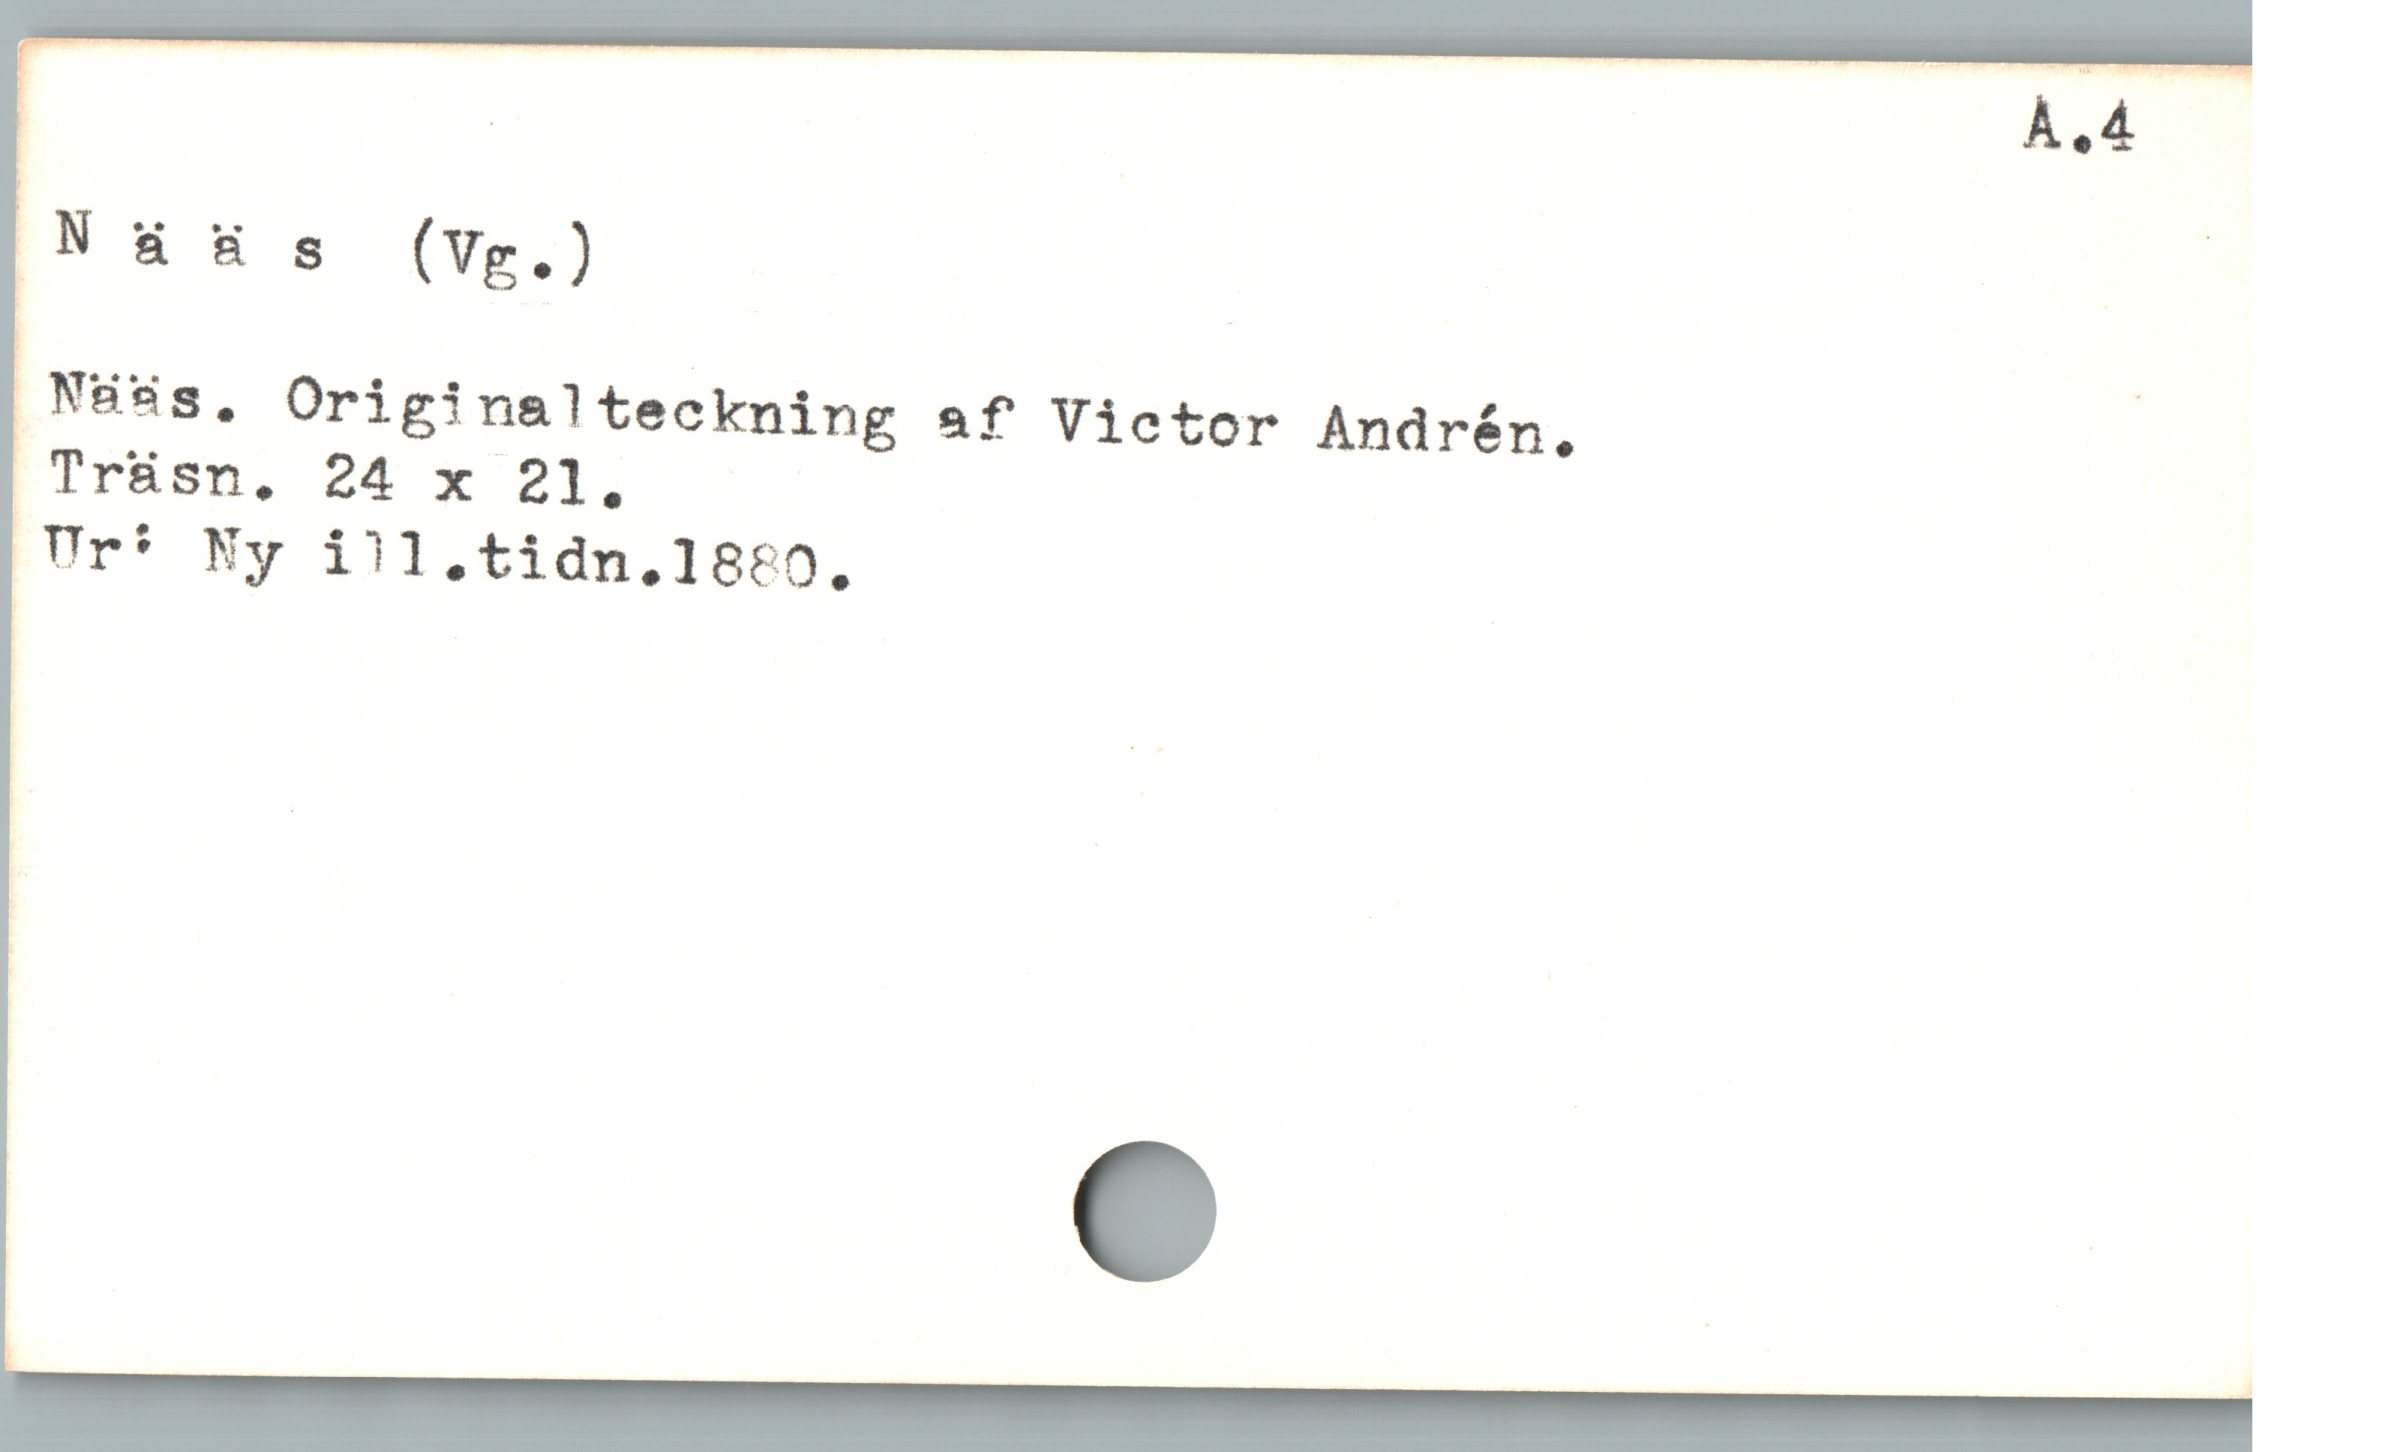 A.4
N ä ä s (Vg.)
Nääs. Originalteckning af Victor Andrén.
Träsn. 24 x 21.
Ur: Ny ill.tidn.1880.